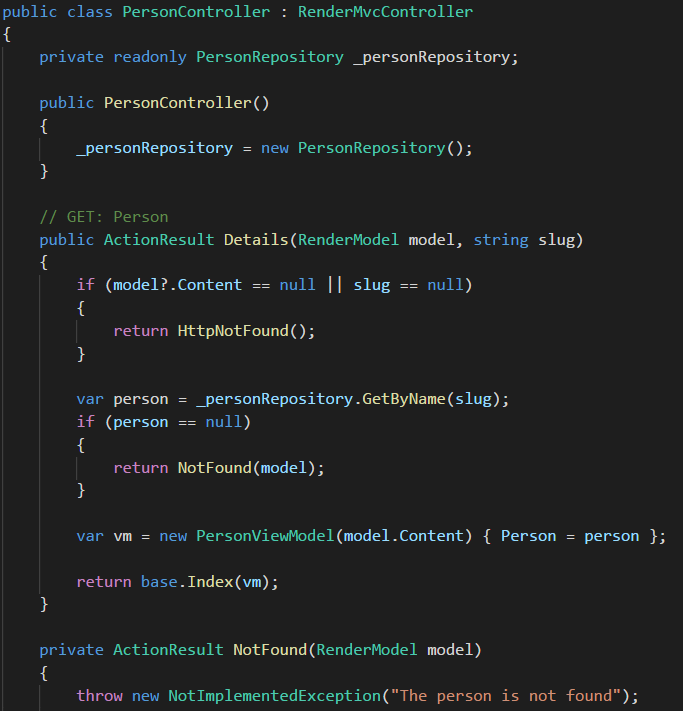 public class PersonController : RenderMvcController
{
    private readonly PersonRepository _personRepository;

    public PersonController()
    {
        _personRepository = new PersonRepository();
    }

    // GET: Person
    public ActionResult Details(RenderModel model, string slug)
    {
        if (model?.Content == null || slug == null)
        {
            return HttpNotFound();
        }

        var person = _personRepository.GetByName(slug);
        if (person == null)
        {
            return NotFound(model);
        }

        var vm = new PersonViewModel(model.Content) { Person = person };

        return base.Index(vm);
    }

    private ActionResult NotFound(RenderModel model)
    {
        throw new NotImplementedException("The person is not found");